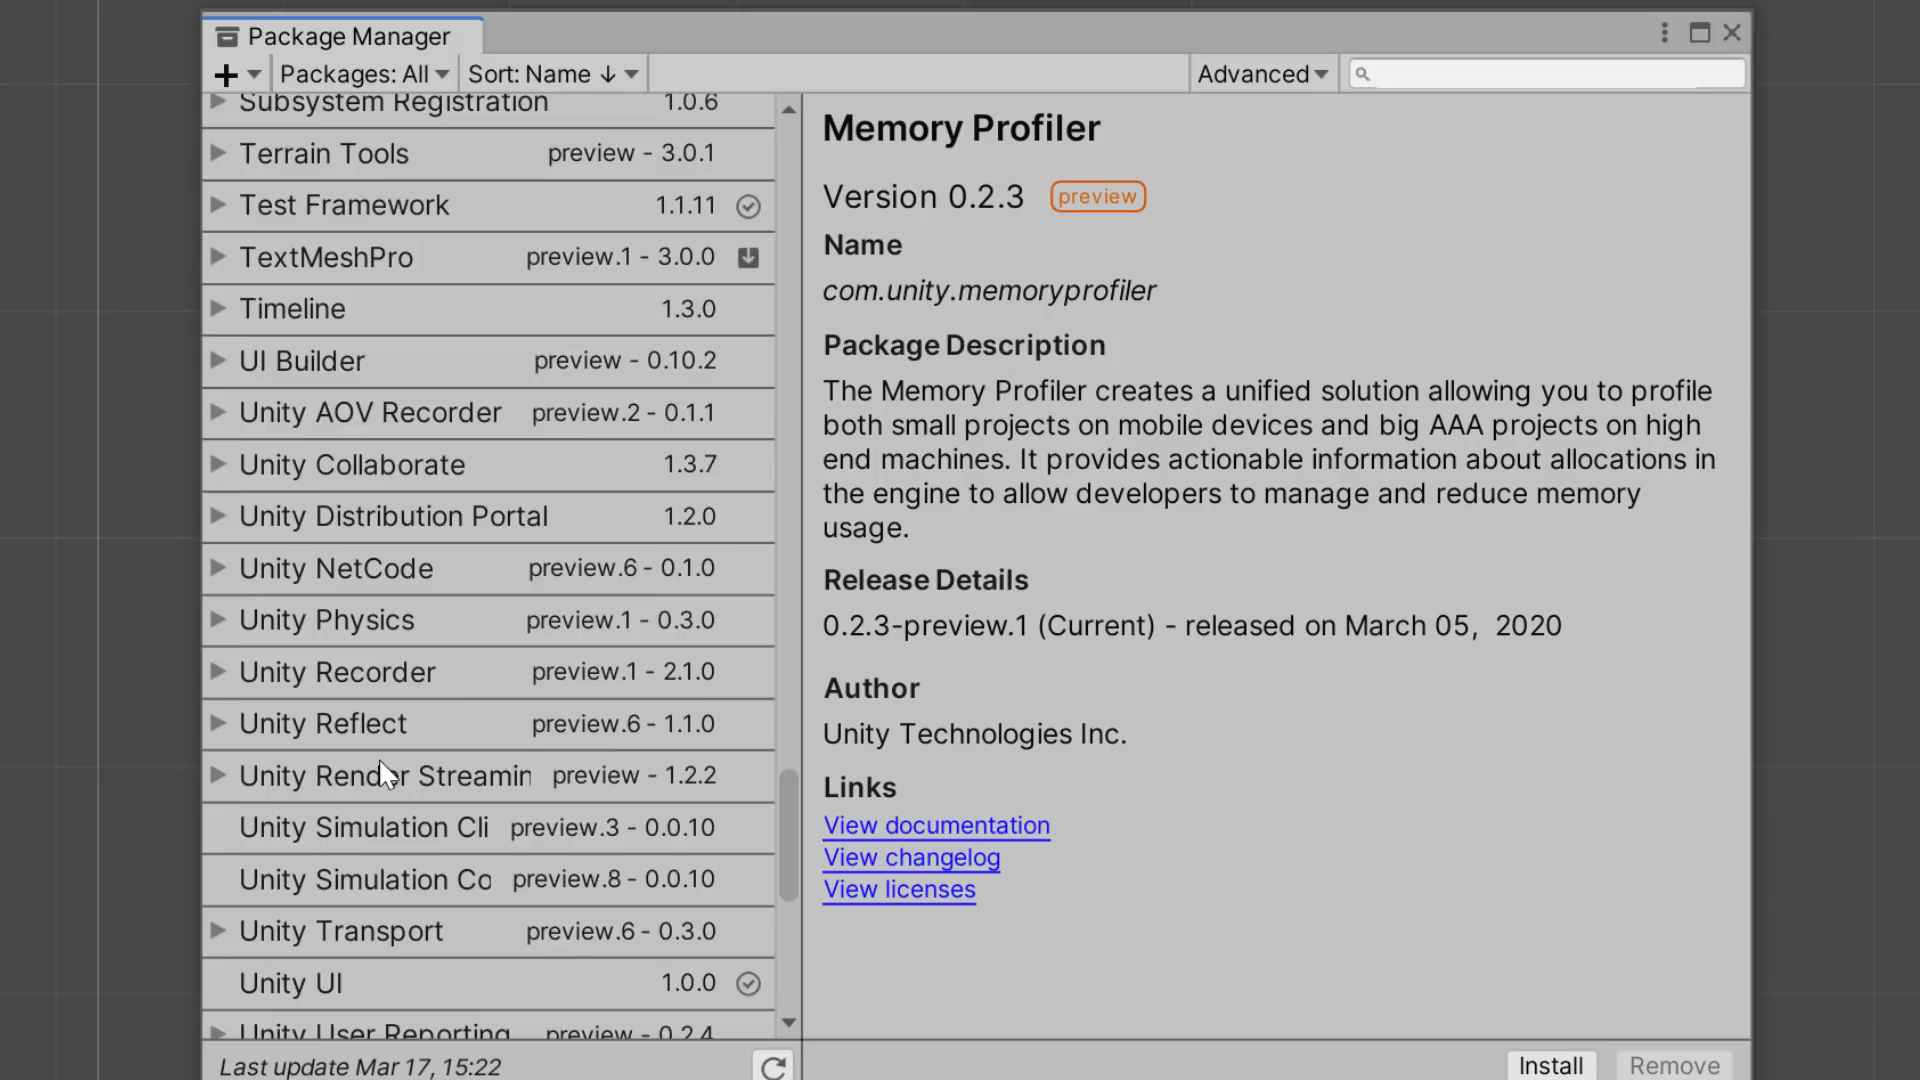 Package Manager
Packages: All
Sort: Name ↓
Advanced
Subsystem Registration 1.0.6
Terrain Tools preview - 3.0.1
Test Framework 1.1.11
TextMeshPro preview.1 - 3.0.0
Timeline 1.3.0
UI Builder preview - 0.10.2
Unity AOV Recorder preview.2 - 0.1.1
Unity Collaborate 1.3.7
Unity Distribution Portal 1.2.0
Unity NetCode preview.6 - 0.1.0
Unity Physics preview.1 - 0.3.0
Unity Recorder preview.1 - 2.1.0
Unity Reflect preview.6 - 1.1.0
Unity Render Streamin preview - 1.2.2
Unity Simulation Cli preview.3 - 0.0.10
Unity Simulation Co preview.8 - 0.0.10
Unity Transport preview.6 - 0.3.0
Unity UI 1.0.0
Unity User Reporting preview - 0.2.4
Last update Mar 17, 15:22
Memory Profiler
Version 0.2.3 preview
Name
com.unity.memoryprofiler
Package Description
The Memory Profiler creates a unified solution allowing you to profile
both small projects on mobile devices and big AAA projects on high
end machines. It provides actionable information about allocations in
the engine to allow developers to manage and reduce memory
usage.
Release Details
0.2.3-preview.1 (Current) - released on March 05, 2020
Author
Unity Technologies Inc.
Links
View documentation
View changelog
View licenses
Install
Remove